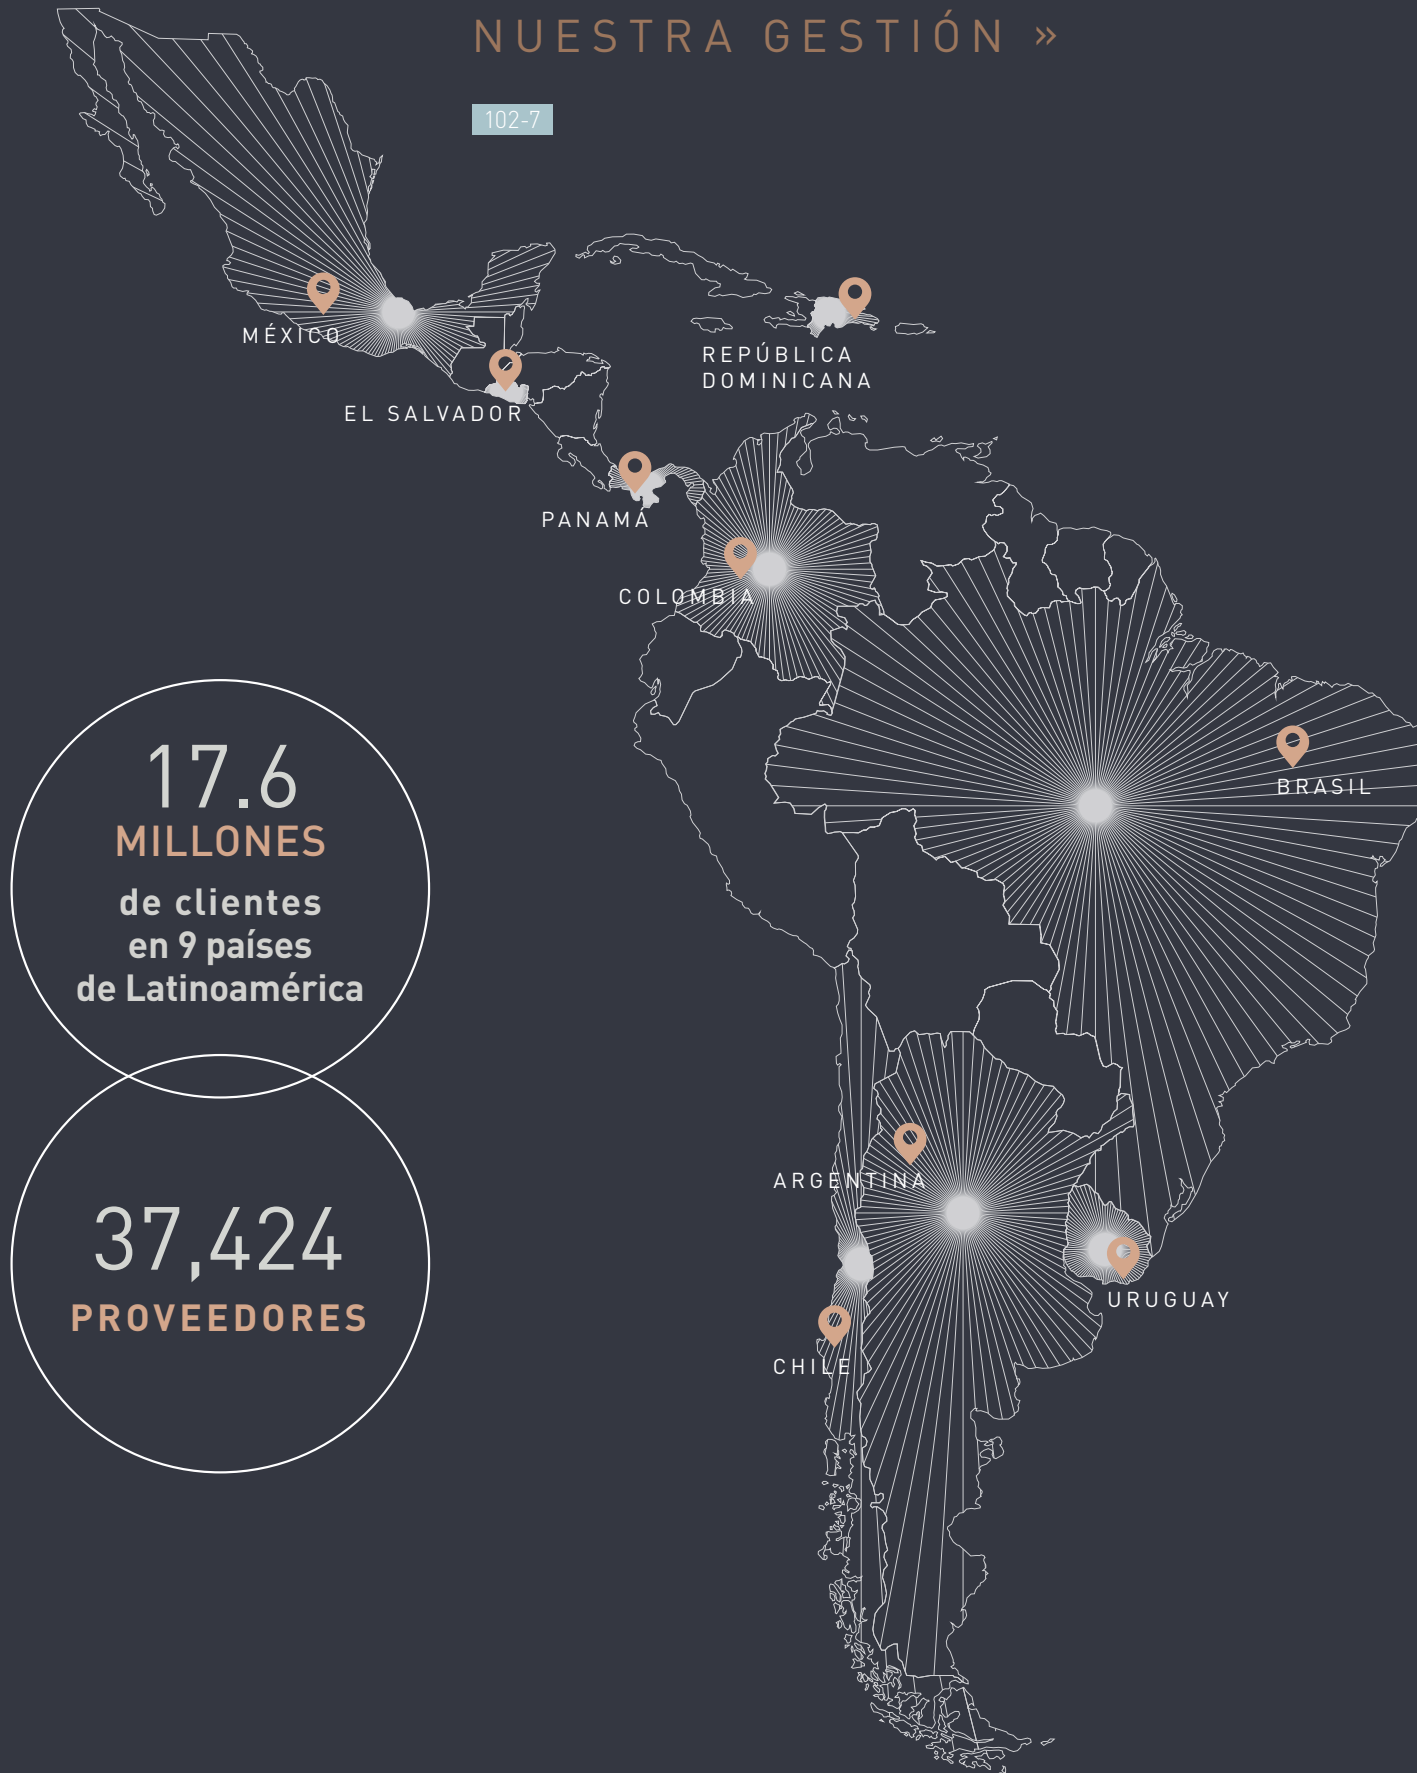 NUESTRA GESTIÓN »
102-7
MÉXICO
REPÚBLICA
DOMINICANA
EL SALVADOR
PANAMÁ
COLOMBIA
17.6
MILLONES
de clientes
en 9 países
de Latinoamérica
BRASIL
37,424
PROVEEDORES
ARGENTINA
URUGUAY
CHILE